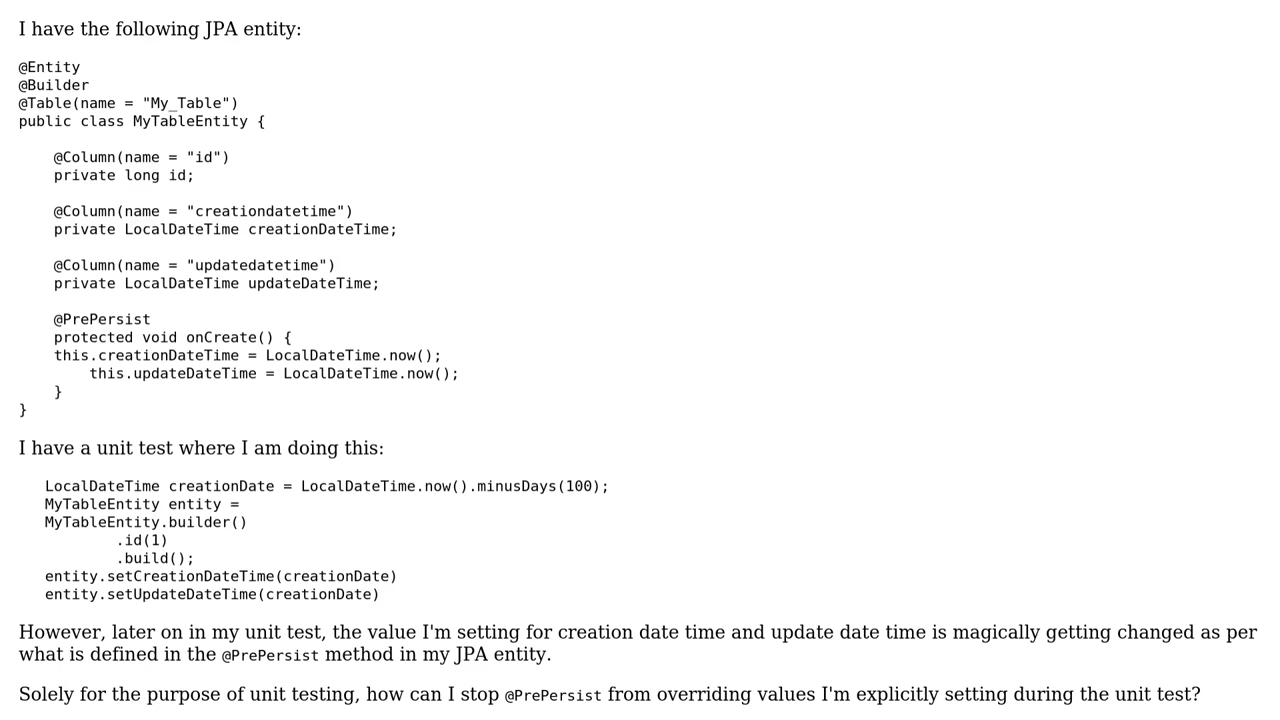 I have the following JPA entity:
@Entity
@Builder
@Table(name = "My_Table")
public class MyTableEntity {
    @Column(name = "id")
    private long id;
    @Column(name = "creationdatetime")
    private LocalDateTime creationDateTime;
    @Column(name = "updatedatetime")
    private LocalDateTime updateDateTime;
    @PrePersist
    protected void onCreate() {
    this.creationDateTime = LocalDateTime.now();
        this.updateDateTime = LocalDateTime.now();
    }
}
I have a unit test where I am doing this:
   LocalDateTime creationDate = LocalDateTime.now().minusDays(100);
   MyTableEntity entity =
   MyTableEntity.builder()
           .id(1)
           .build();
   entity.setCreationDateTime(creationDate)
   entity.setUpdateDateTime(creationDate)
However, later on in my unit test, the value I'm setting for creation date time and update date time is magically getting changed as per
what is defined in the @PrePersist method in my JPA entity.
Solely for the purpose of unit testing, how can I stop @PrePersist from overriding values I'm explicitly setting during the unit test?